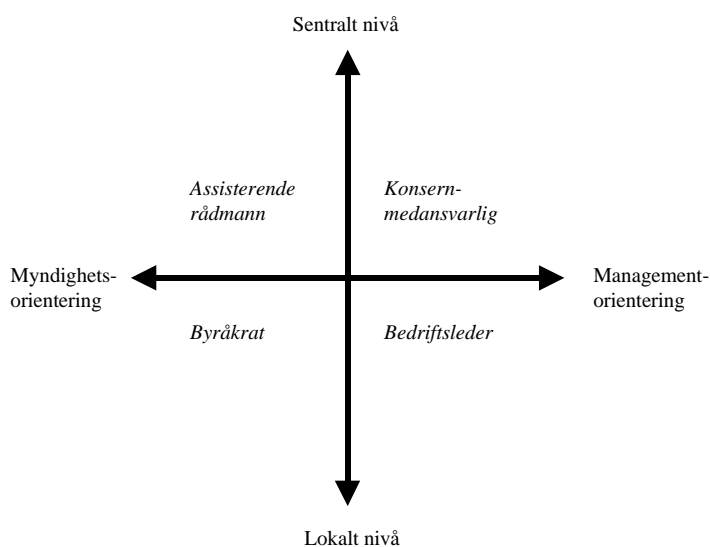 Sentralt nivå
Assisterende
rådmann
Konsern-
medansvarlig
Myndighets-
orientering
Management-
orientering
Byråkrat
Bedriftsleder
Lokalt nivå